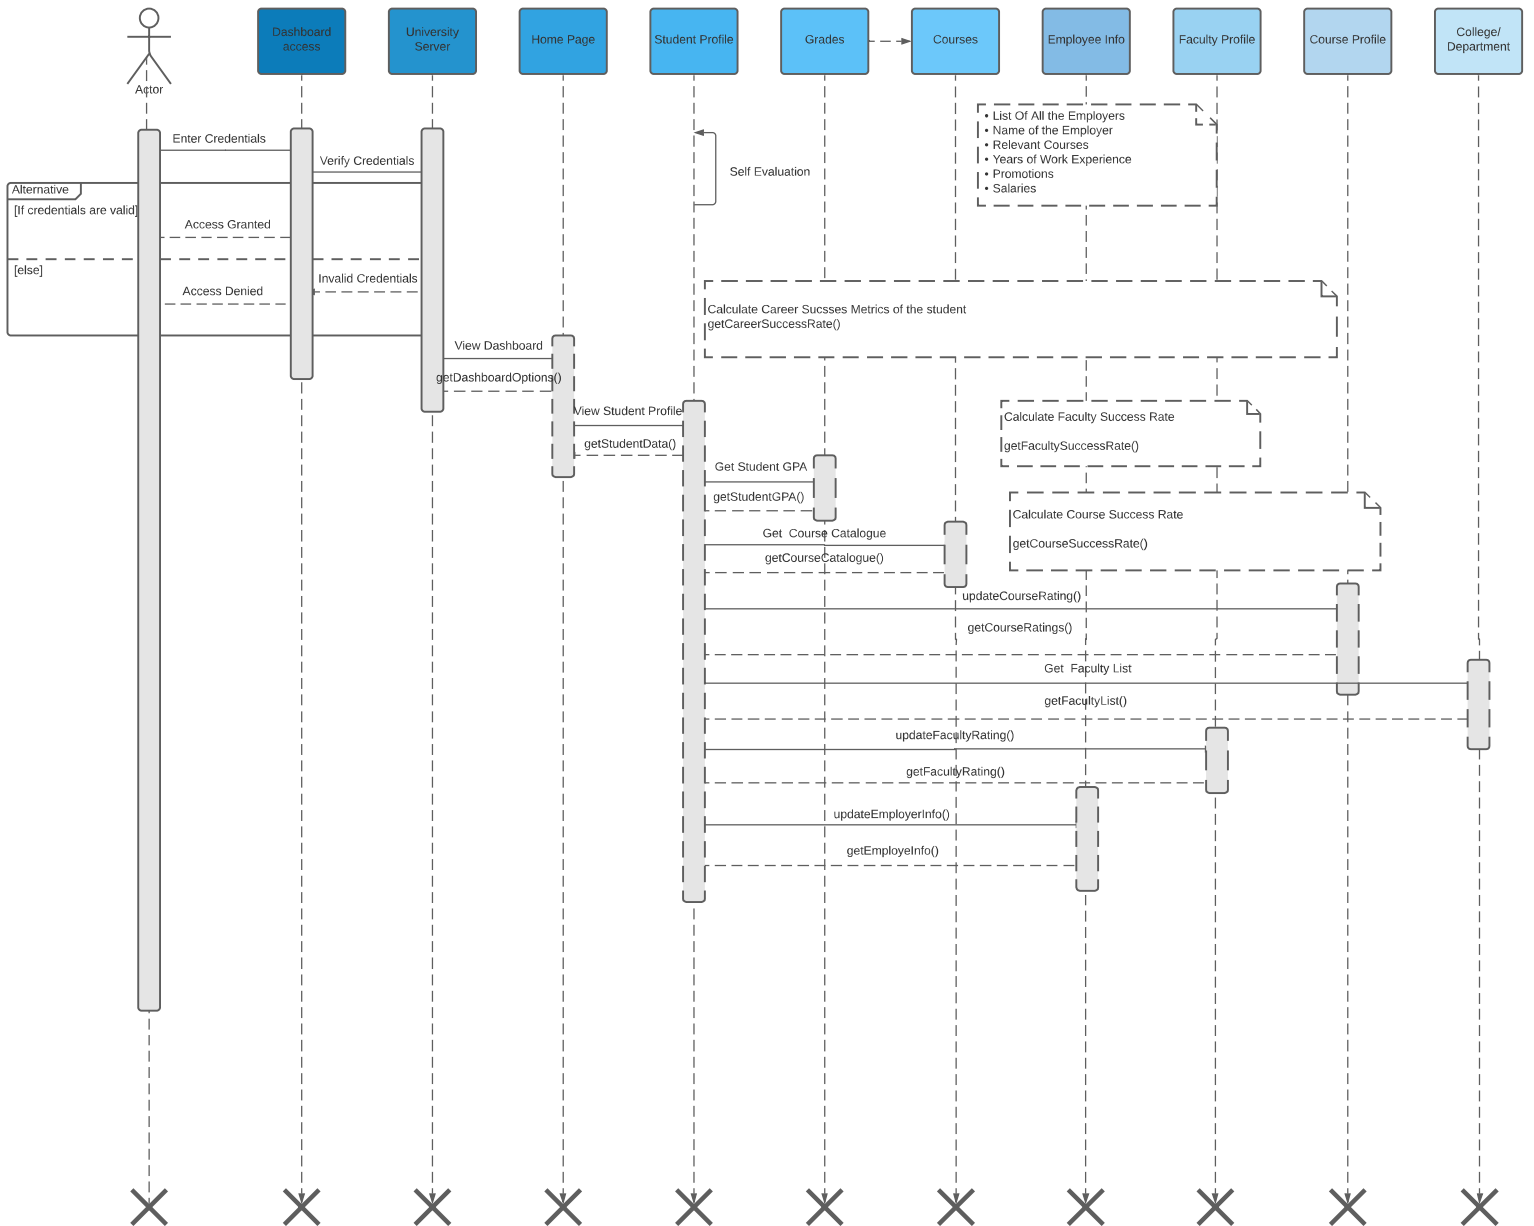 Dashboard
access
University
Server
Home Page
Student Profile
Grades
Courses
Employee Info
Faculty Profile
Course Profile
College/
Department
Actor
• List Of All the Employers
• Name of the Employer
• Relevant Courses
• Years of Work Experience
• Promotions
• Salaries
Enter Credentials
Verify Credentials
Self Evaluation
Alternative
[If credentials are valid]
Access Granted
[else]
Invalid Credentials
Access Denied
Calculate Career Sucsses Metrics of the student
getCareerSuccessRate()
View Dashboard
getDashboardOptions()
View Student Profile
Calculate Faculty Success Rate
getFacultySuccessRate()
getStudentData()
Get Student GPA
getStudentGPA()
Calculate Course Success Rate
getCourseSuccessRate()
Get  Course Catalogue
getCourseCatalogue()
updateCourseRating()
getCourseRatings()
Get  Faculty List
getFacultyList()
updateFacultyRating()
getFacultyRating()
updateEmployerInfo()
getEmployeInfo()